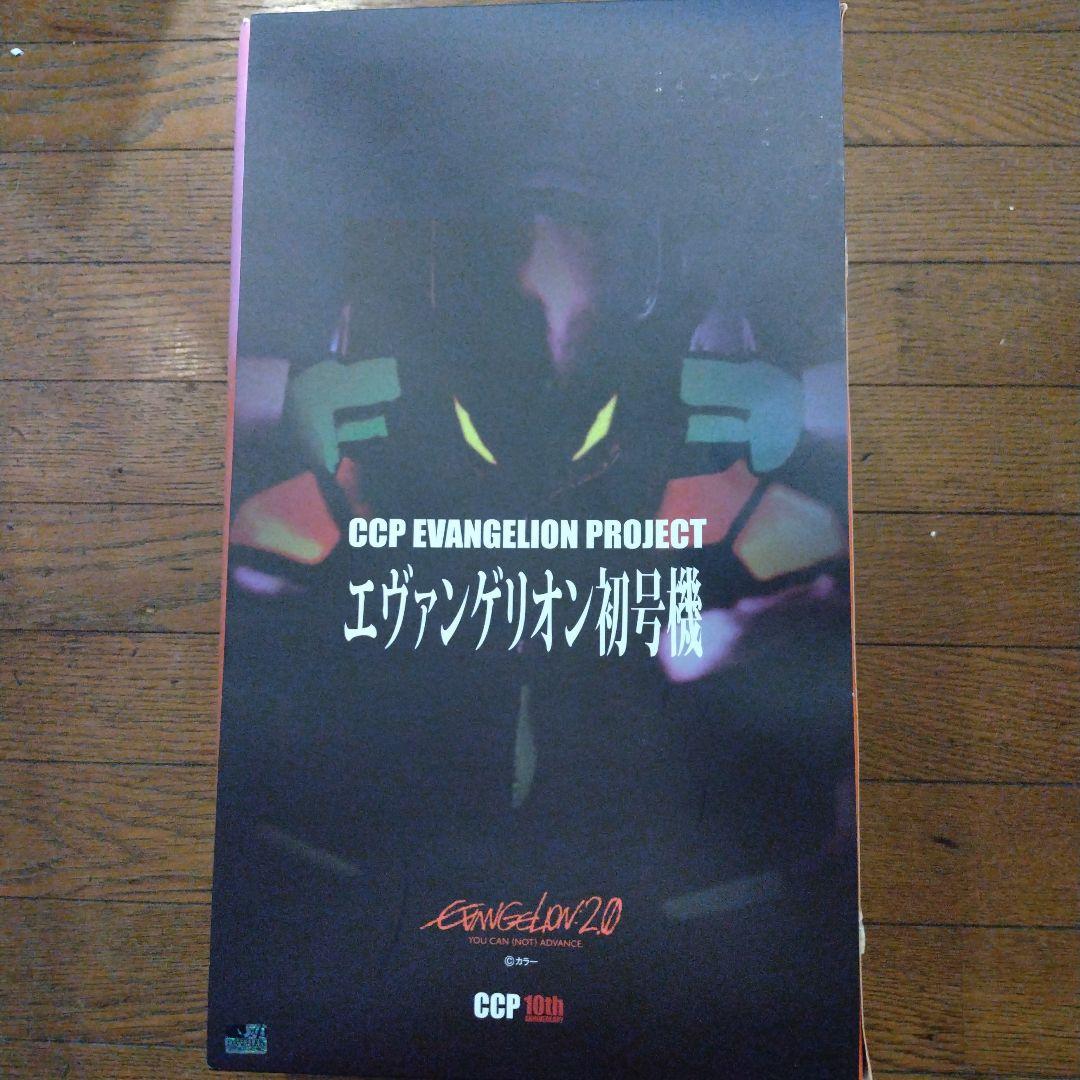 CCP EVANGELION PROJECT
エヴァンゲリオン初号機
EVANGELION:2.0
YOU CAN (NOT) ADVANCE.
©カラー
CCP 10th
ANNIVERSARY